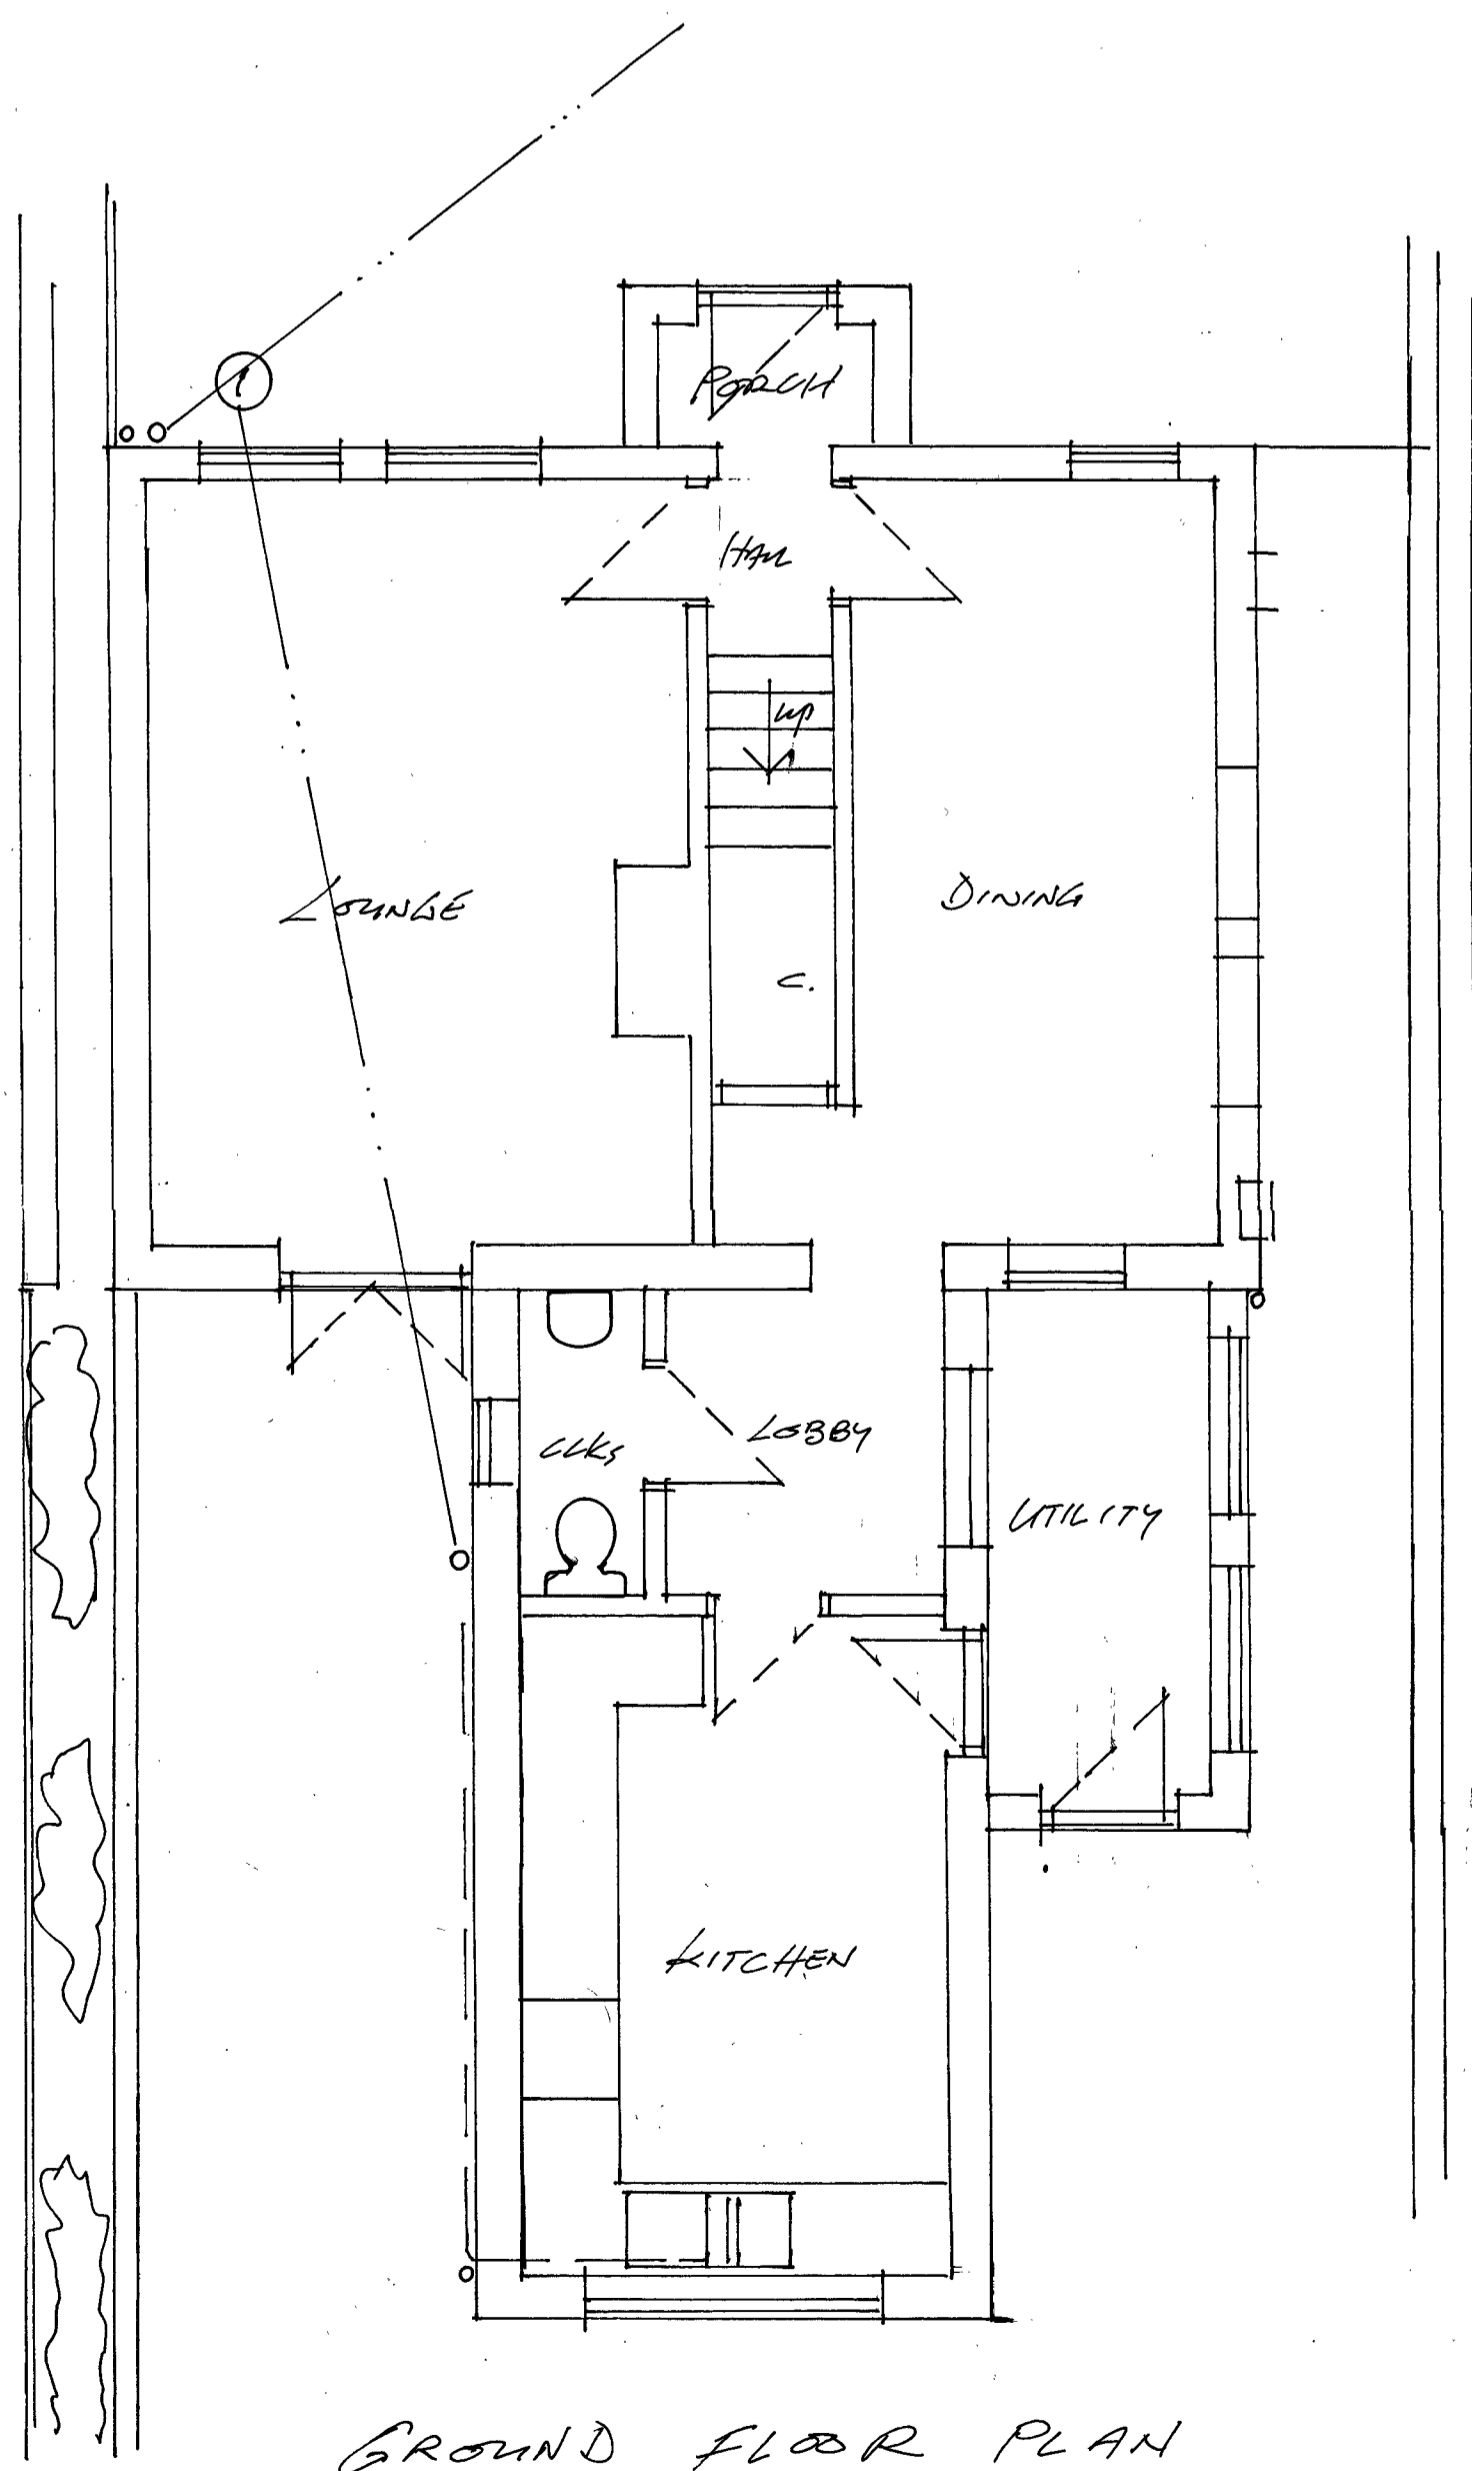 PORCH
HALL
UP
LOUNGE
DINING
C.
CLKS
LOBBY
UTILITY
KITCHEN
GROUND FLOOR PLAN